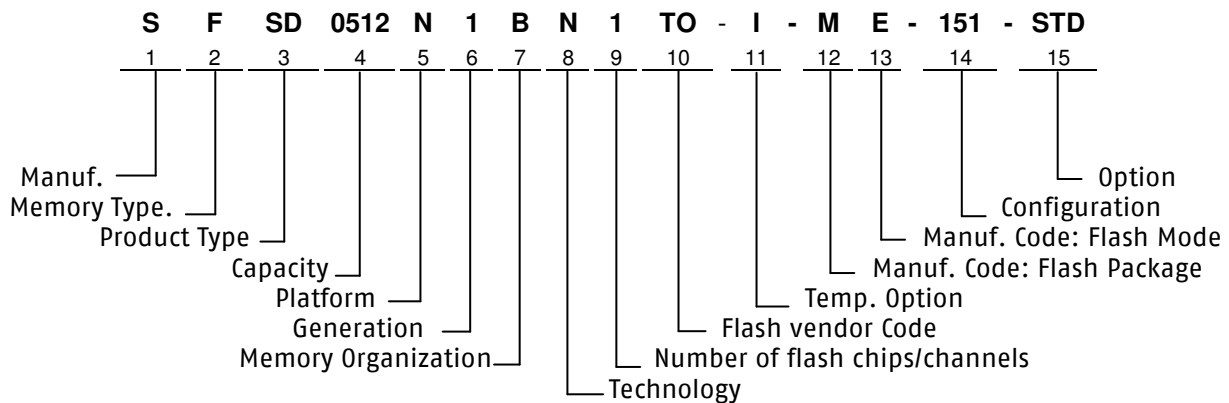 S F SD 0512 N 1 B N 1 TO - I - M E - 151 - STD
1 2 3 4 5 6 7 8 9 10 11 12 13 14 15
Manuf. Option
Memory Type. Configuration
Product Type Manuf. Code: Flash Mode
Capacity Manuf. Code: Flash Package
Platform Temp. Option
Generation Flash vendor Code
Memory Organization Number of flash chips/channels
Technology